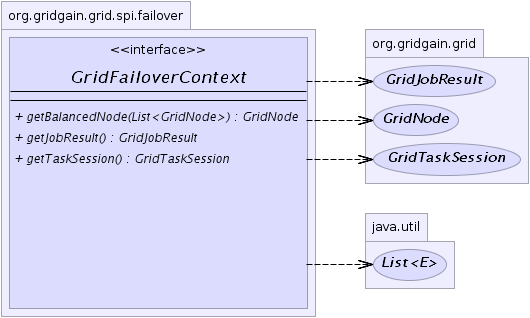 org.gridgain.grid.spi.failover
<<interface>>
GridFailoverContext
+ getBalancedNode(List<GridNode>) : GridNode
+ getJobResult() : GridJobResult
+ getTaskSession() : GridTaskSession
org.gridgain.grid
GridJobResult
GridNode
GridTaskSession
java.util
List<E>